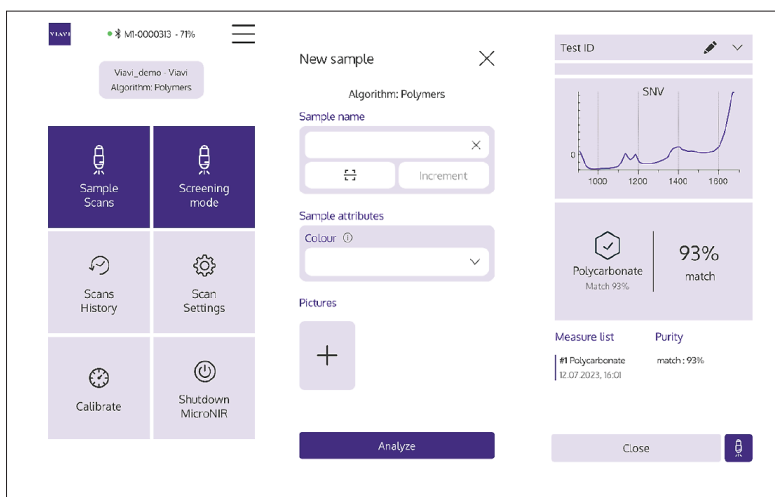 VIAVI
M1-0000313 - 71%
Viavi_demo - Viavi
Algorithm: Polymers
Sample
Scans
Screening
mode
Scans
History
Scan
Settings
Calibrate
Shutdown
MicroNIR
New sample
Algorithm: Polymers
Sample name
Increment
Sample attributes
Colour
Pictures
Analyze
Test ID
SNV
0
1000 1200 1400 1600
Polycarbonate
Match 93%
93%
match
Measure list Purity
#1 Polycarbonate match : 93%
12.07.2023, 16:01
Close